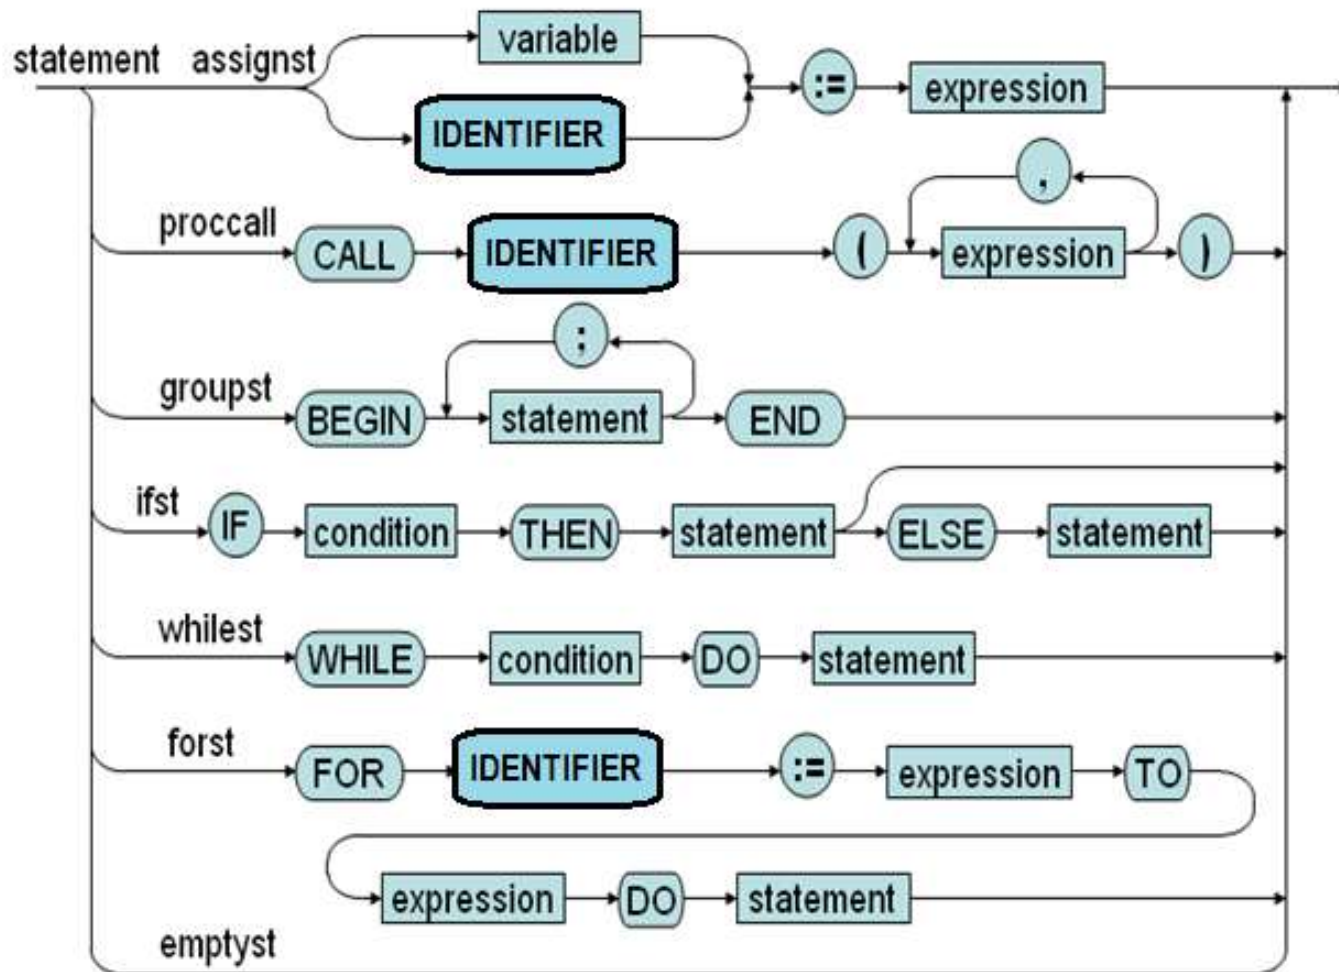 statement assignst variable
IDENTIFIER := expression
proccall CALL IDENTIFIER ( expression , )
groupst BEGIN statement ; END
ifst IF condition THEN statement ELSE statement
whilest WHILE condition DO statement
forst FOR IDENTIFIER := expression TO
expression DO statement
emptyst